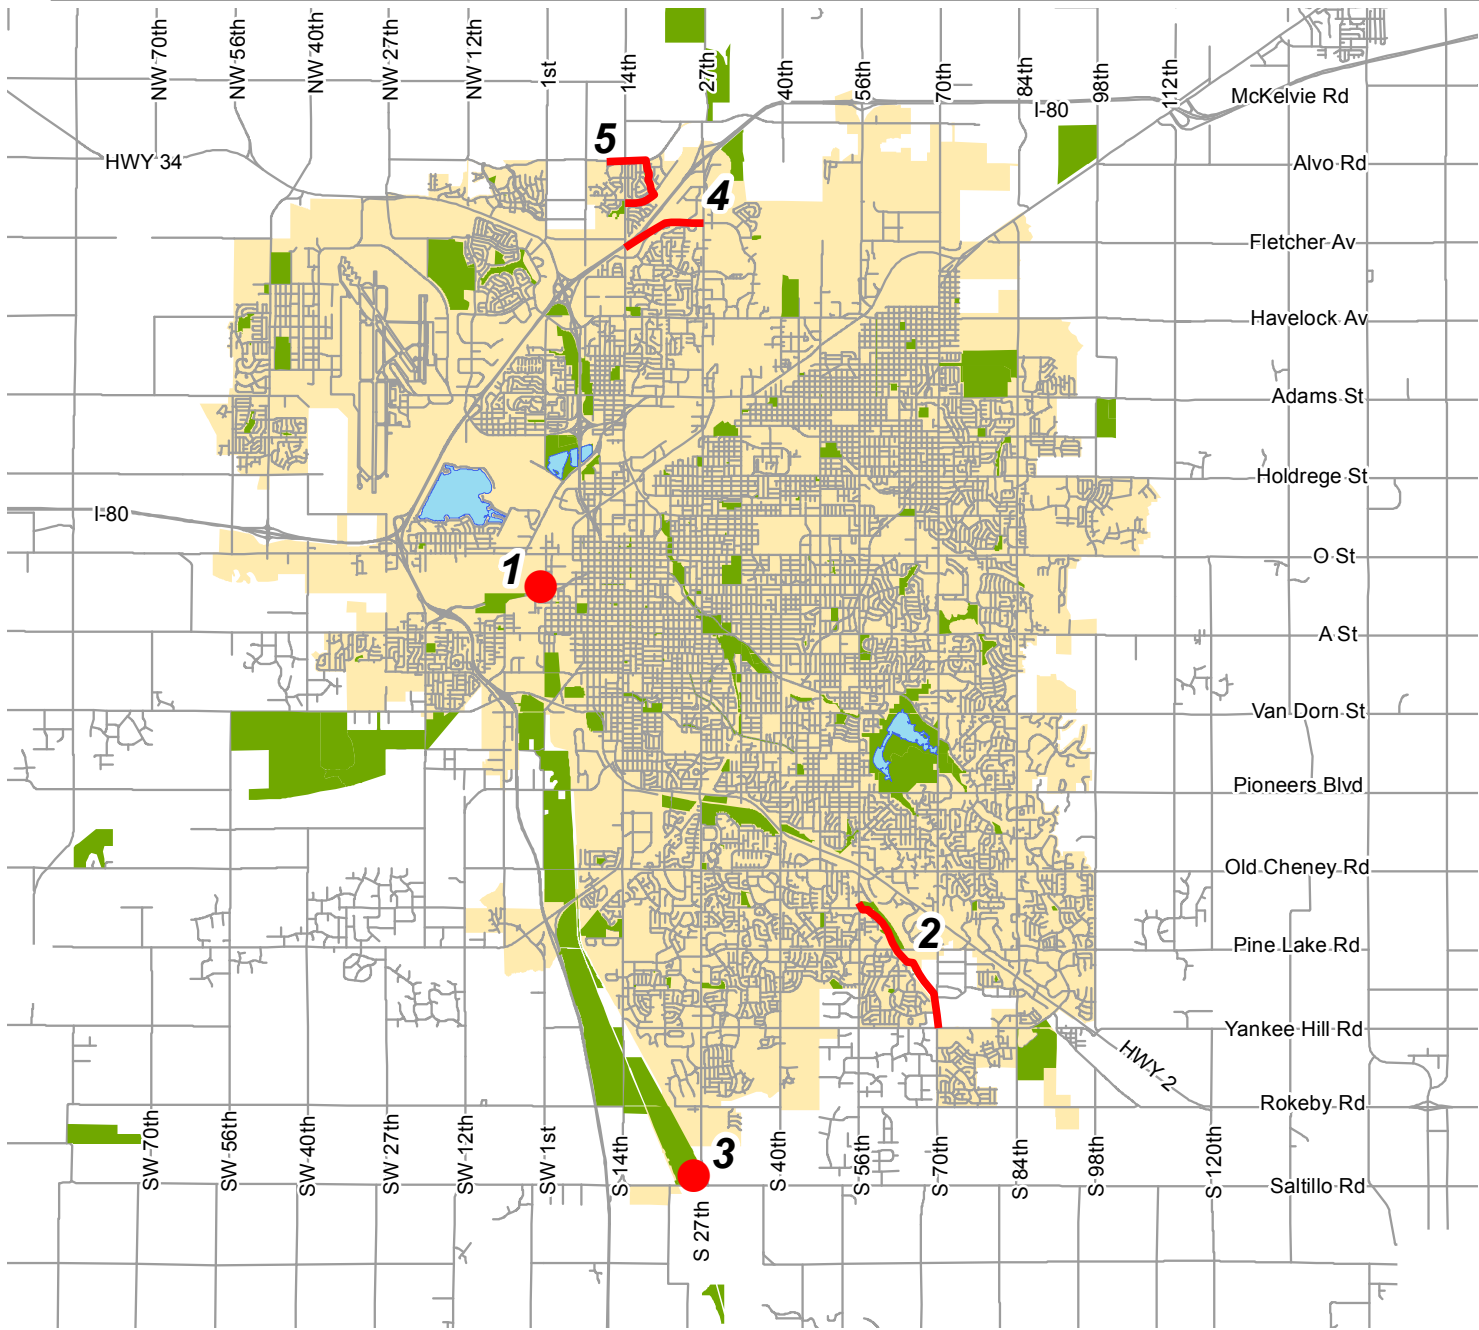 NW 70th
NW 56th
NW 40th
NW 27th
NW 12th
1st
14th
27th
40th
56th
70th
84th
98th
112th
McKelvie Rd
I-80
5
HWY 34
Alvo Rd
4
Fletcher Av
Havelock Av
Adams St
Holdrege St
I-80
O St
1
A St
Van Dorn St
Pioneers Blvd
Old Cheney Rd
2
Pine Lake Rd
Yankee Hill Rd
HWY 2
Rokeby Rd
SW 70th
SW 56th
SW 40th
SW 27th
SW 12th
SW 1st
S 14th
3
S 27th
S 40th
S 56th
S 70th
S 84th
S 98th
S 120th
Saltillo Rd